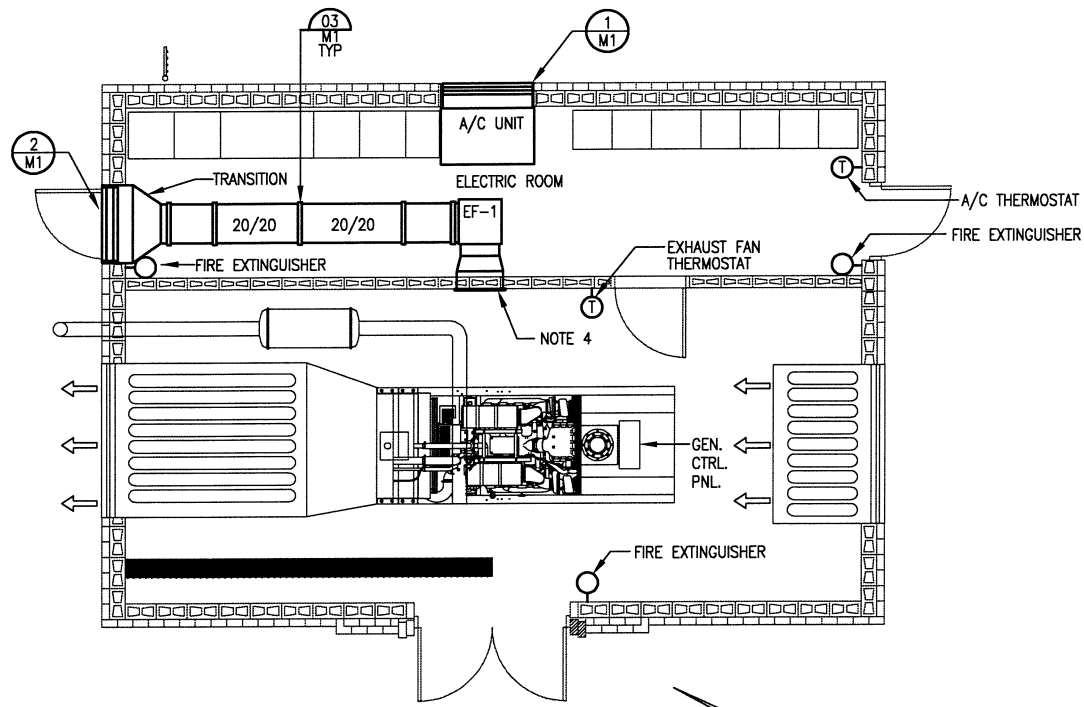 03
M1
TYP
1
M1
A/C UNIT
2
M1
TRANSITION
ELECTRIC ROOM
T
A/C THERMOSTAT
20/20
20/20
EF-1
FIRE EXTINGUISHER
EXHAUST FAN
THERMOSTAT
FIRE EXTINGUISHER
T
NOTE 4
GEN.
CTRL.
PNL.
FIRE EXTINGUISHER